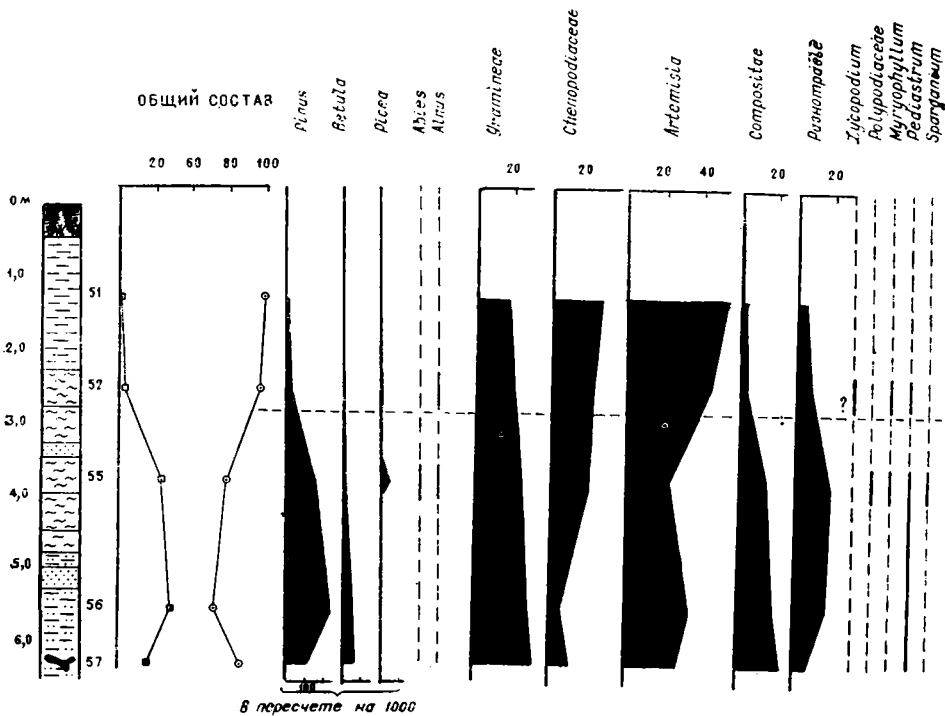 ОБЩИЙ СОСТАВ
Pinus
Betula
Picea
Abies
Alnus
Gramineae
Chenopodiaceae
Artemisia
Compositae
Lycopodium
Polypodiaceae
Myryophyllum
Pediastrum
Sparganium
20 60 80 100
20
20
20 40
20
20
0 м
1,0
2,0
3,0
4,0
5,0
6,0
51
52
55
56
57
?
100
В пересчете на 1000